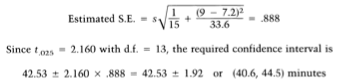 Estimated S.E. = s√(1/15 + (9 − 7.2)²/33.6) = .888
Since t.025 = 2.160 with d.f. = 13, the required confidence interval is
42.53 ± 2.160 × .888 = 42.53 ± 1.92 or (40.6, 44.5) minutes